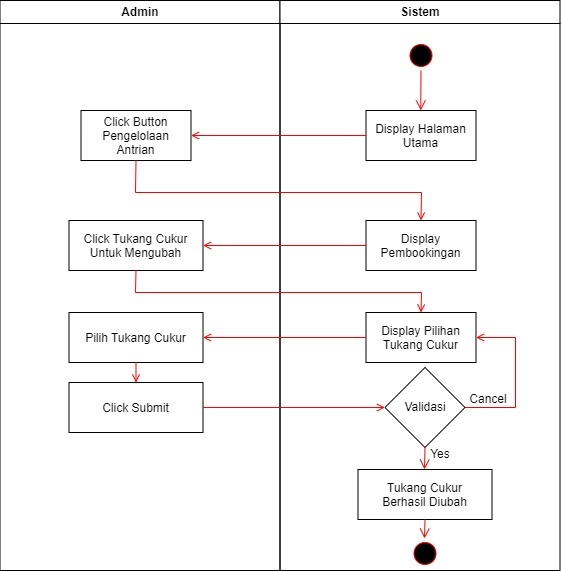 Admin
Sistem
Display Halaman
Utama
Click Button
Pengelolaan
Antrian
Display
Pembookingan
Click Tukang Cukur
Untuk Mengubah
Display Pilihan
Tukang Cukur
Pilih Tukang Cukur
Click Submit
Validasi
Cancel
Yes
Tukang Cukur
Berhasil Diubah